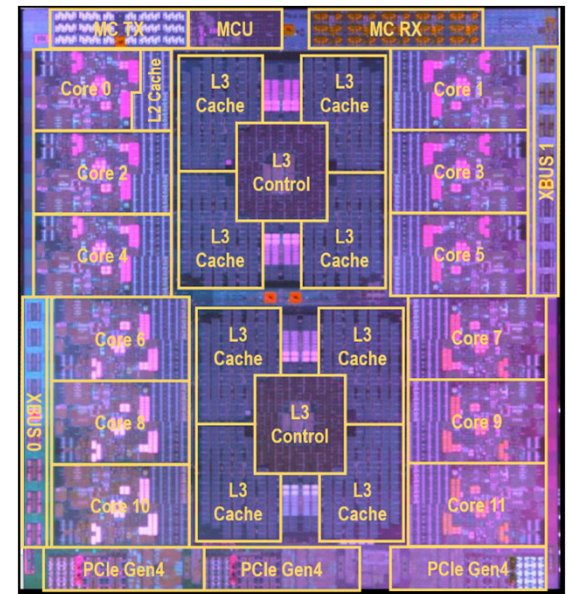 MC TX
MCU
MC RX
Core 0
L2 Cache
L3
Cache
L3
Cache
Core 1
XBUS 1
Core 2
L3
Control
Core 3
Core 4
L3
Cache
L3
Cache
Core 5
Core 6
L3
Cache
L3
Cache
Core 7
XBUS 0
Core 8
L3
Control
Core 9
Core 10
L3
Cache
L3
Cache
Core 11
PCIe Gen4
PCIe Gen4
PCIe Gen4